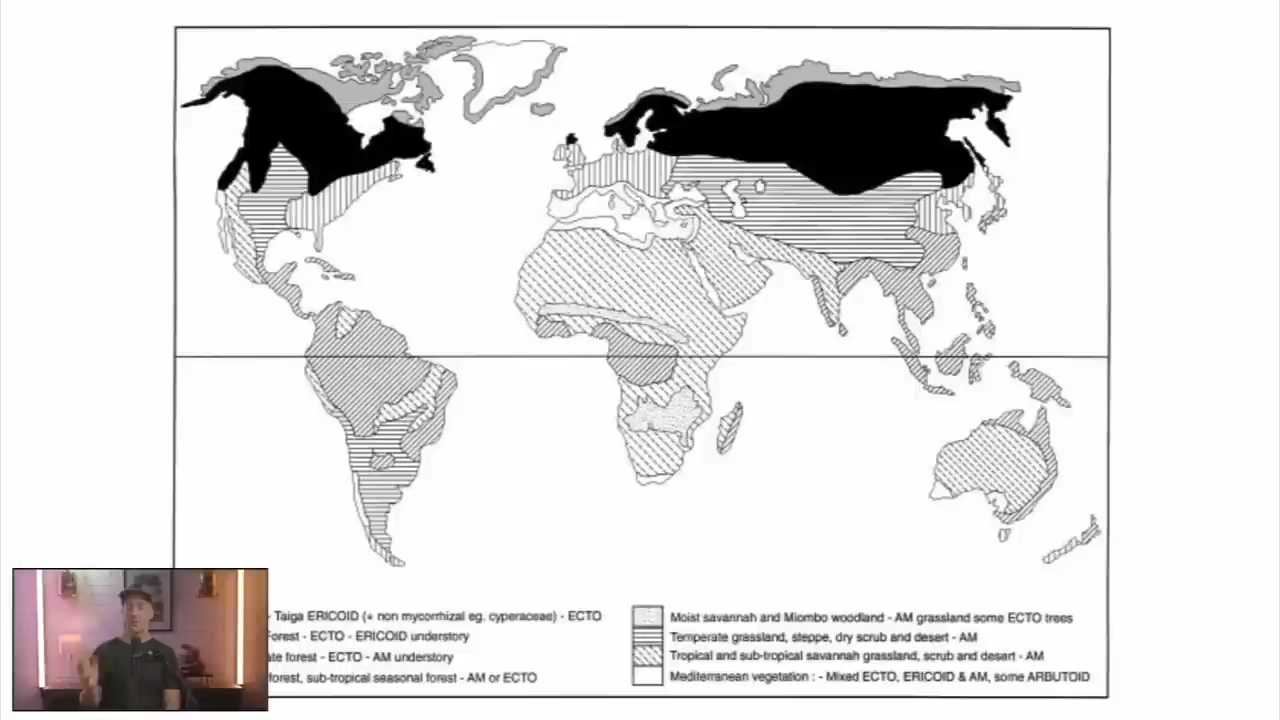 - Taiga ERICOID (+ non mycorrhizal eg. cyperaceae) - ECTO
Forest - ECTO - ERICOID understory
te forest - ECTO - AM understory
forest, sub-tropical seasonal forest - AM or ECTO
Moist savannah and Miombo woodland - AM grassland some ECTO trees
Temperate grassland, steppe, dry scrub and desert - AM
Tropical and sub-tropical savannah grassland, scrub and desert - AM
Mediterranean vegetation : - Mixed ECTO, ERICOID & AM, some ARBUTOID